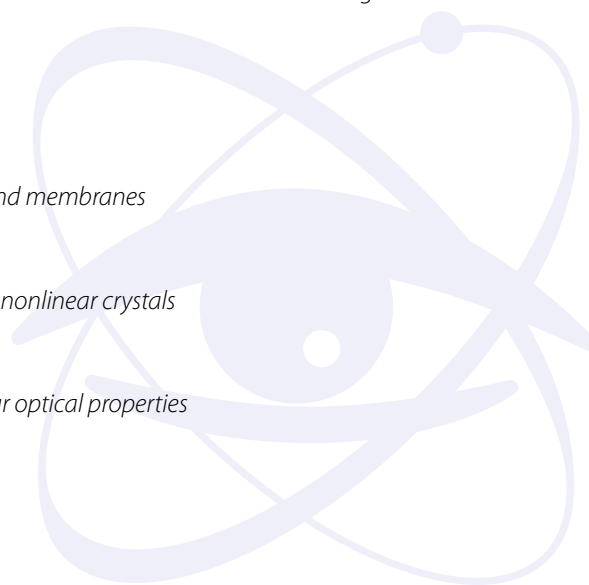 nd membranes
nonlinear crystals
r optical properties